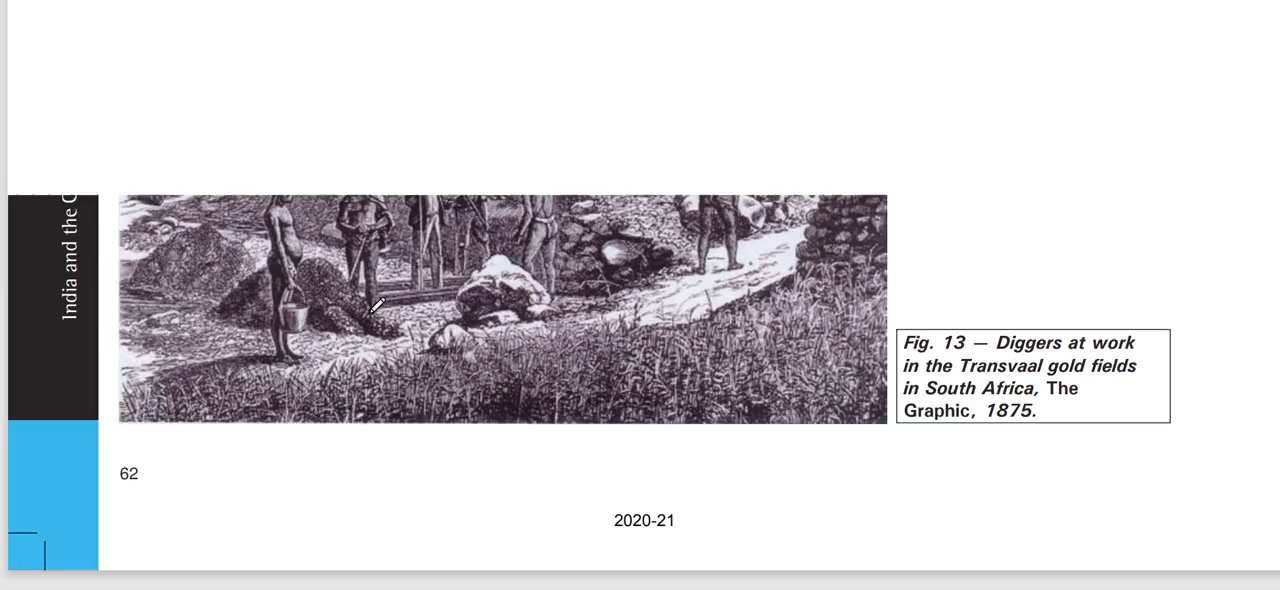 India and the
Fig. 13 — Diggers at work
in the Transvaal gold fields
in South Africa, The
Graphic, 1875.
62
2020-21